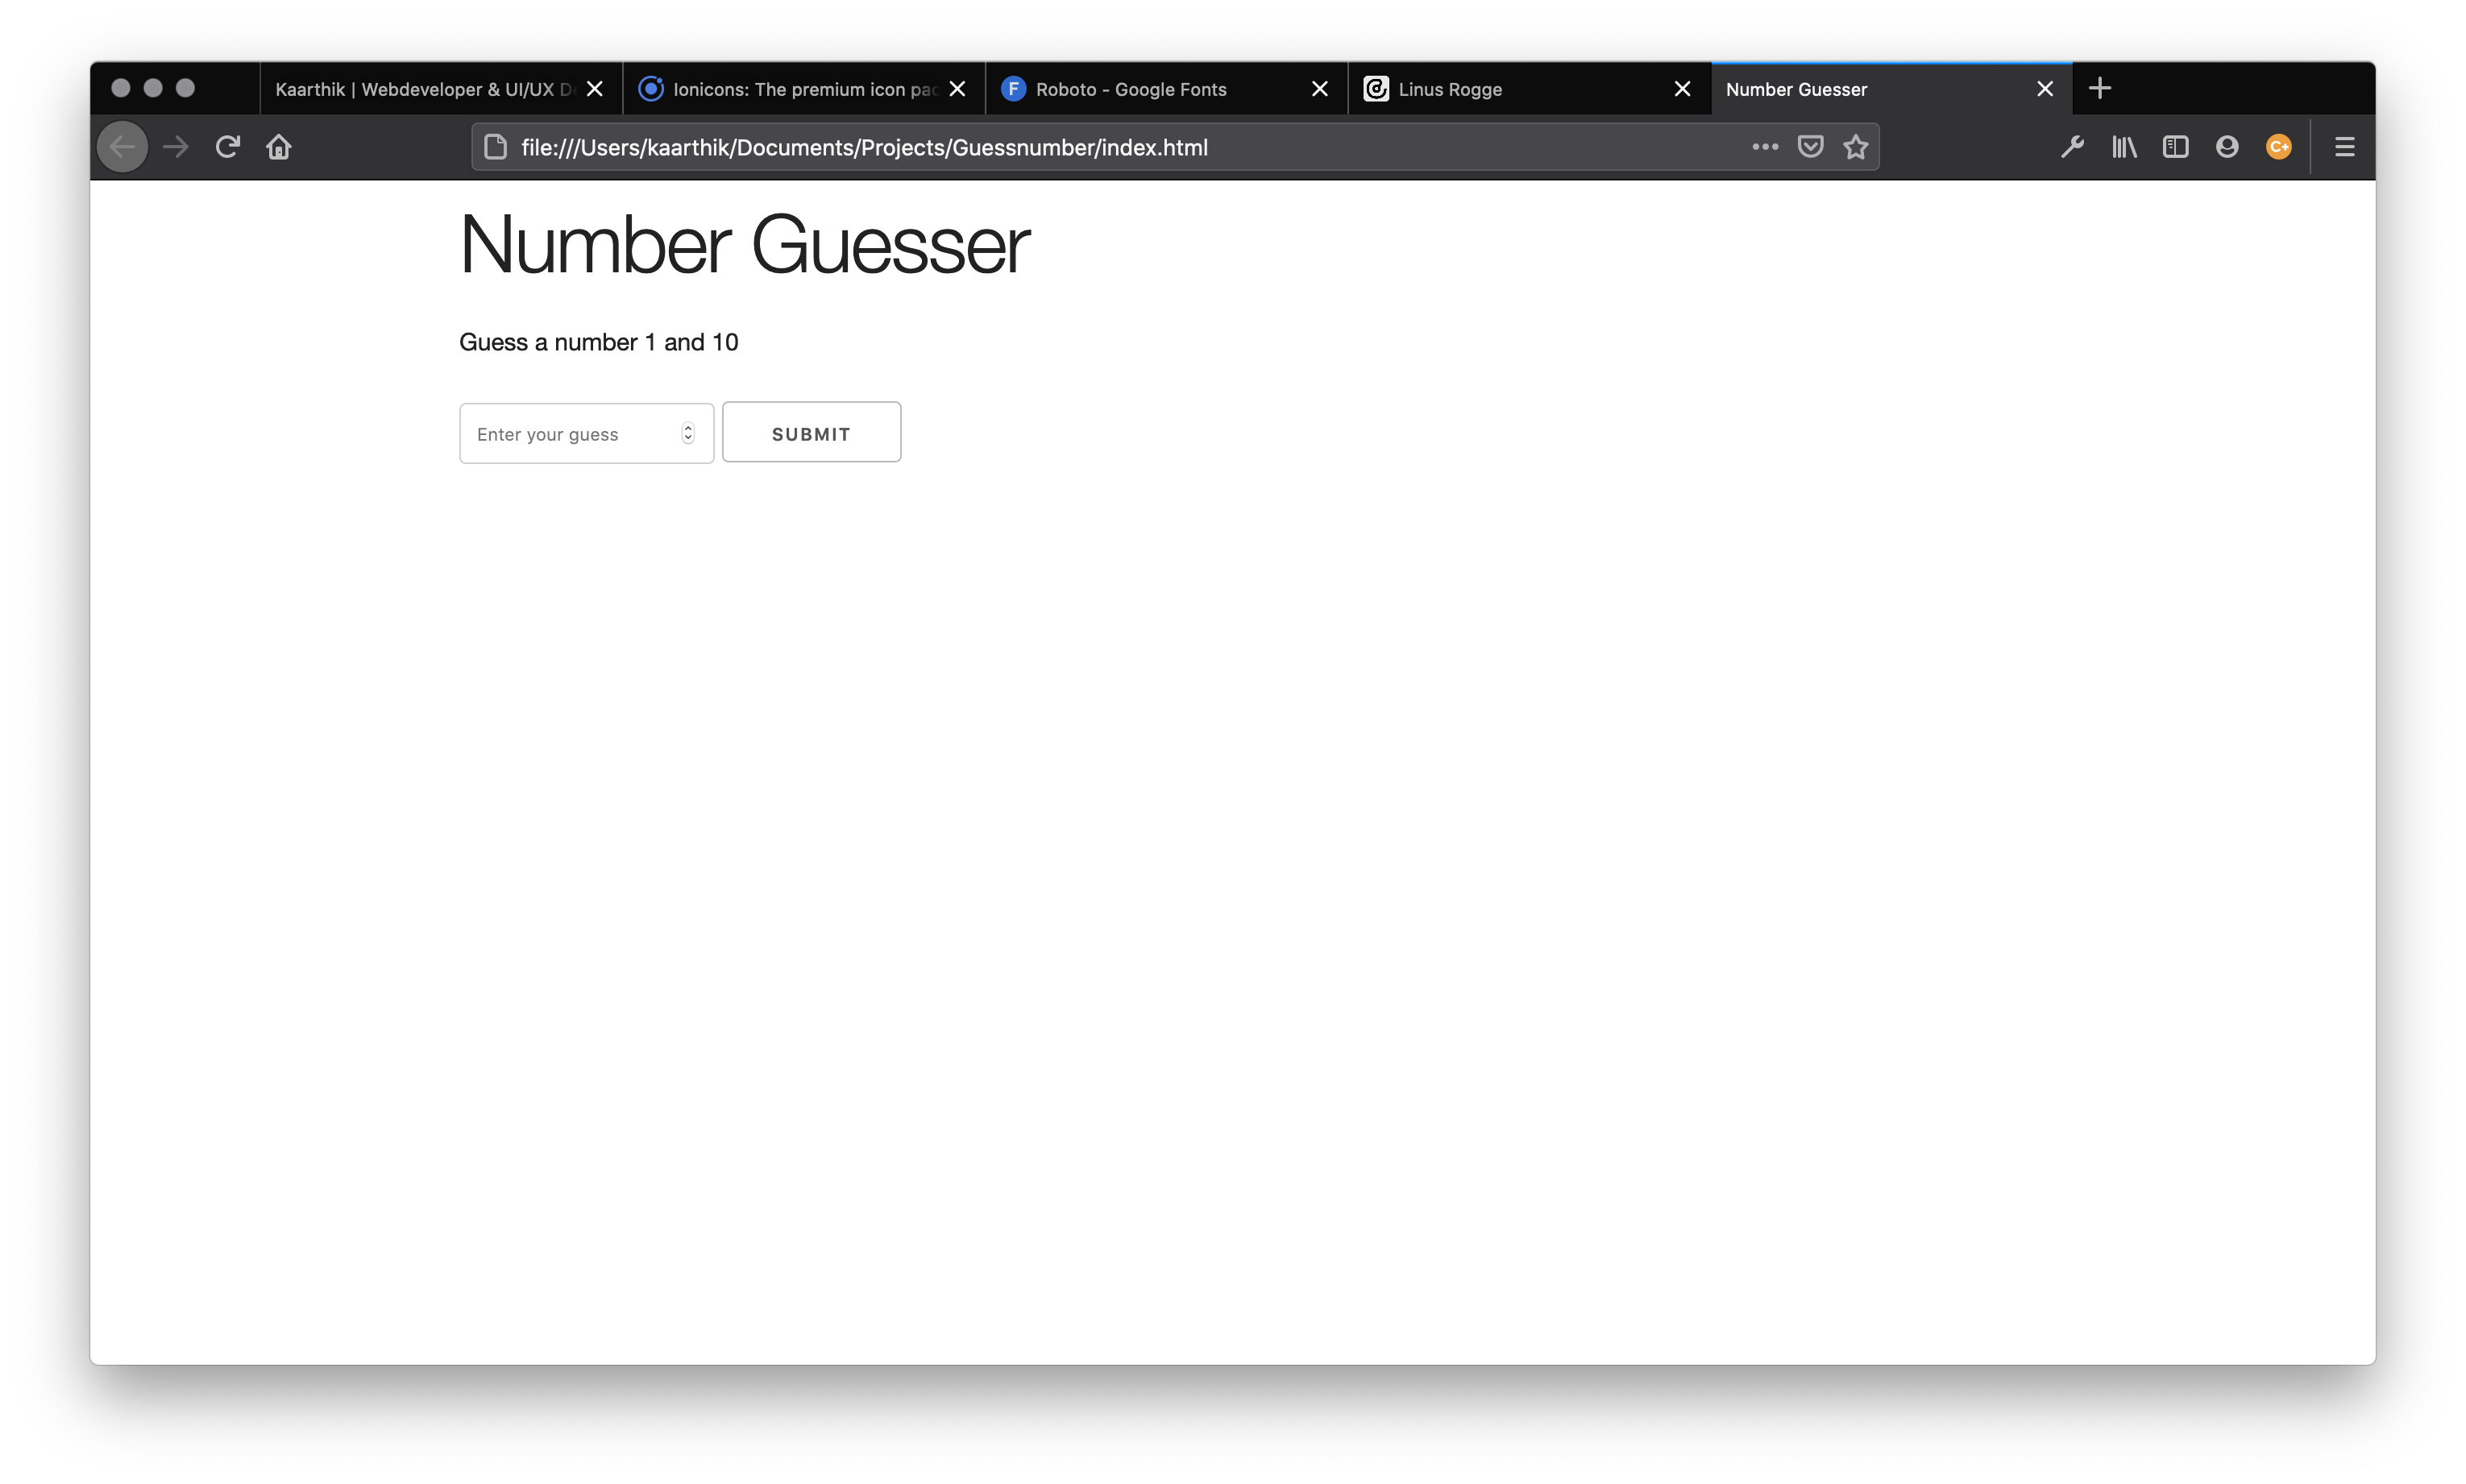 Kaarthik | Webdeveloper & UI/UX De
Ionicons: The premium icon pac
F Roboto - Google Fonts
Linus Rogge
Number Guesser
file:///Users/kaarthik/Documents/Projects/Guessnumber/index.html
C+
Number Guesser
Guess a number 1 and 10
Enter your guess
SUBMIT